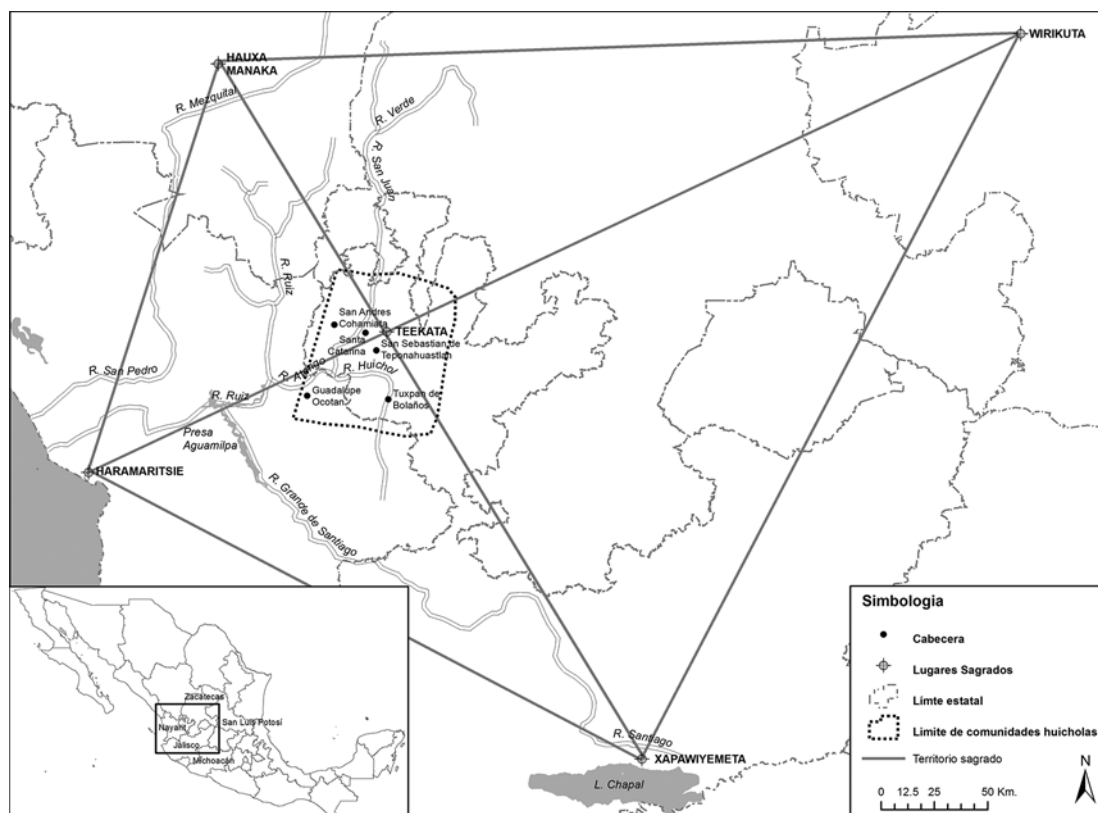 WIRIKUTA
HAUXA
MANAKA
R. Mezquital
R. Verde
R. San Juan
R. Ruiz
San Andres
Cohamiata
TEEKATA
Santa
Catarina
San Sebastian de
Teponahuastlan
R. Atengo
R. Huichol
R. San Pedro
R. Ruiz
Guadalupe
Ocotan
Tuxpan de
Bolaños
Presa
Aguamilpa
HARAMARITSIE
R. Grande de Santiago
R. Santiago
XAPAWIYEMETA
L. Chapal
Zacatecas
San Luis Potosí
Nayarit
Jalisco
Michoacán
Simbologia
Cabecera
Lugares Sagrados
Límte estatal
Limite de comunidades huicholas
Territorio sagrado
N
0 12.5 25 50 Km.